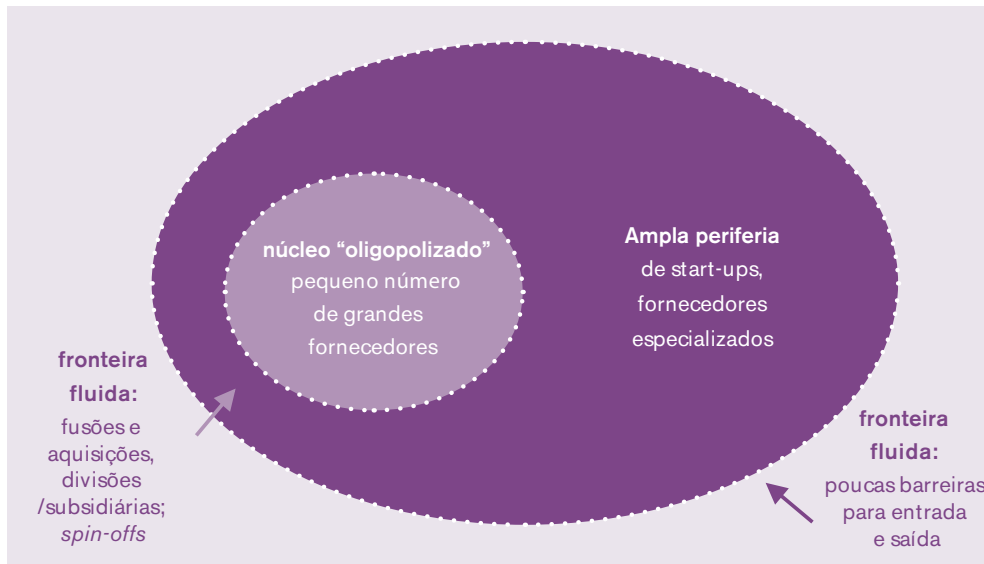 núcleo “oligopolizado”
pequeno número
de grandes
fornecedores
Ampla periferia
de start-ups,
fornecedores
especializados
fronteira
fluida:
fusões e
aquisições,
divisões
/subsidiárias;
spin-offs
fronteira
fluida:
poucas barreiras
para entrada
e saída